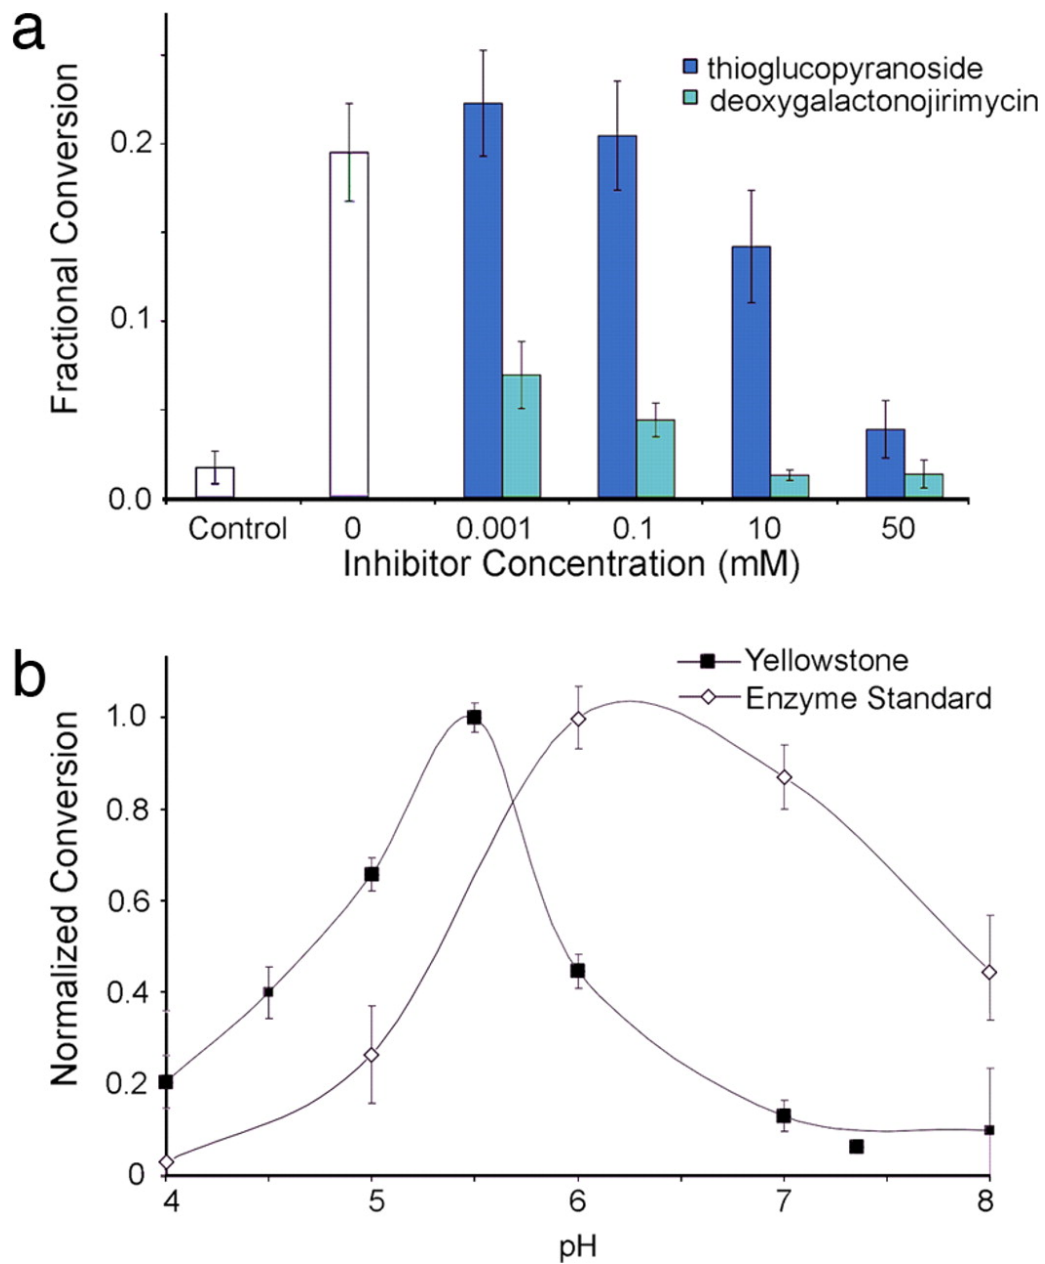 a
thioglucopyranoside
deoxygalactonojirimycin
Fractional Conversion
0.2
0.1
0.0
Control 0 0.001 0.1 10 50
Inhibitor Concentration (mM)
b
Yellowstone
Enzyme Standard
Normalized Conversion
1.0
0.8
0.6
0.4
0.2
0
4 5 6 7 8
pH